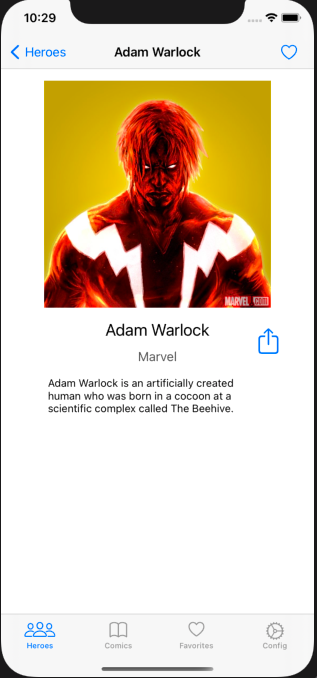 10:29
Heroes
Adam Warlock
MARVEL .com
Adam Warlock
Marvel
Adam Warlock is an artificially created
human who was born in a cocoon at a
scientific complex called The Beehive.
Heroes
Comics
Favorites
Config